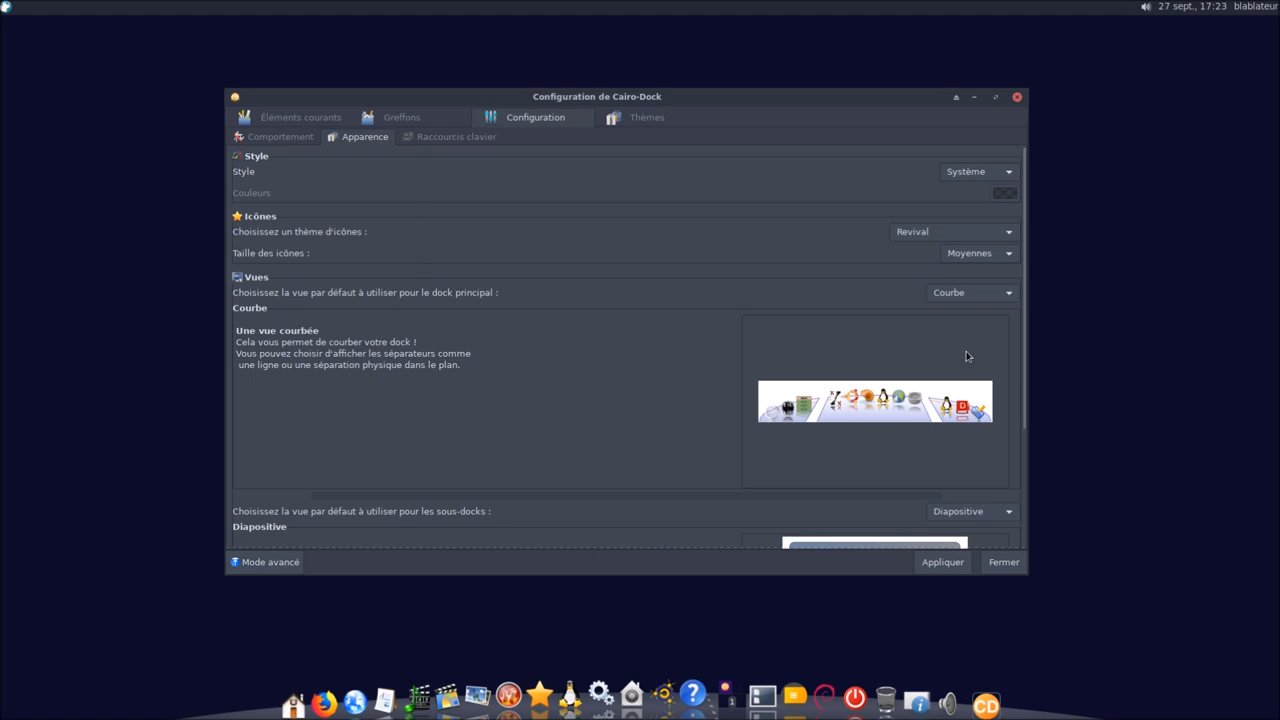 27 sept., 17:23 blablateur
Configuration de Cairo-Dock
Éléments courants Greffons Configuration Thèmes
Comportement Apparence Raccourcis clavier
Style
Style Système
Couleurs
Icônes
Choisissez un thème d'icônes : Revival
Taille des icônes : Moyennes
Vues
Choisissez la vue par défaut à utiliser pour le dock principal : Courbe
Courbe
Une vue courbée
Cela vous permet de courber votre dock !
Vous pouvez choisir d'afficher les séparateurs comme
une ligne ou une séparation physique dans le plan.
Choisissez la vue par défaut à utiliser pour les sous-docks : Diapositive
Diapositive
Mode avancé Appliquer Fermer
1
CD